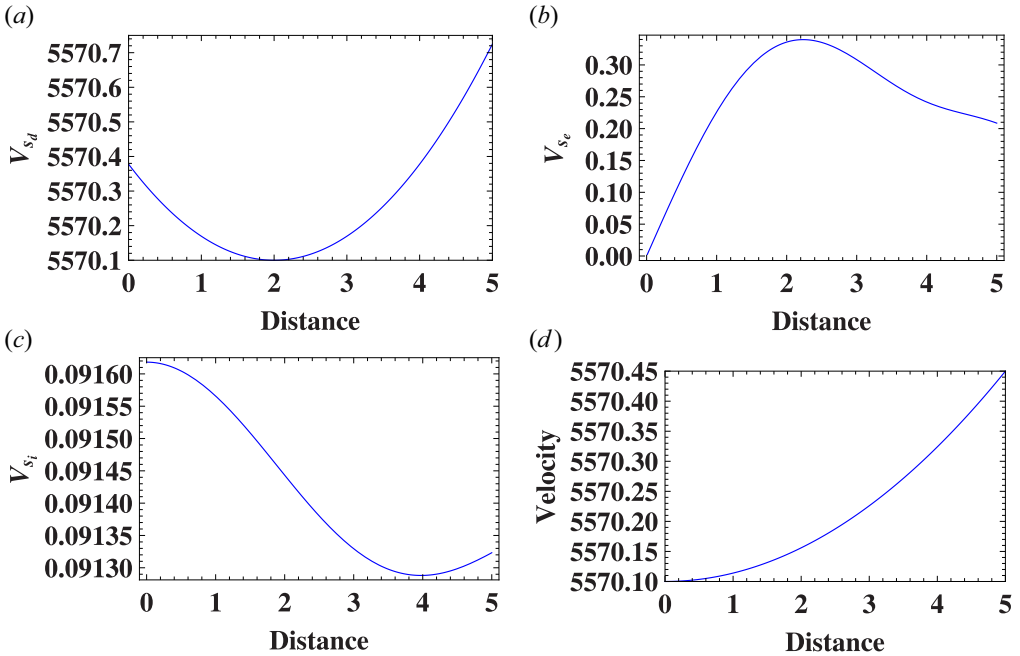 (a)
V_{s_d}
5570.7
5570.6
5570.5
5570.4
5570.3
5570.2
5570.1
0 1 2 3 4 5
Distance
(b)
V_{s_e}
0.30
0.25
0.20
0.15
0.10
0.05
0.00
0 1 2 3 4 5
Distance
(c)
V_{s_i}
0.09160
0.09155
0.09150
0.09145
0.09140
0.09135
0.09130
0 1 2 3 4 5
Distance
(d)
Velocity
5570.45
5570.40
5570.35
5570.30
5570.25
5570.20
5570.15
5570.10
0 1 2 3 4 5
Distance